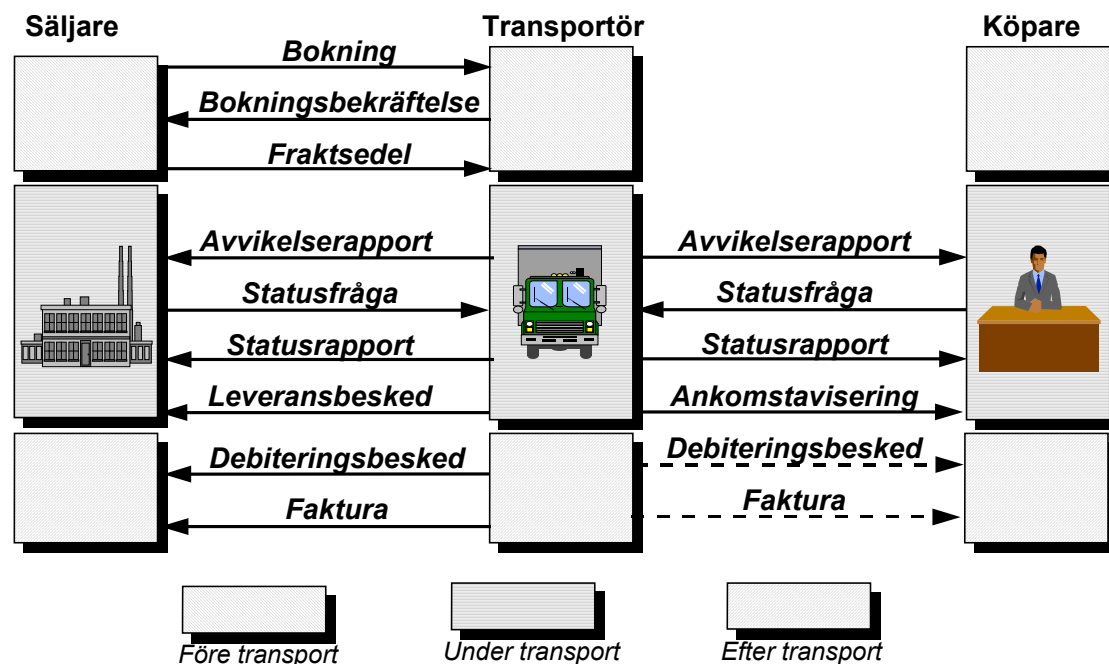 Säljare Transportör Köpare
Bokning
Bokningsbekräftelse
Fraktsedel
Avvikelserapport Avvikelserapport
Statusfråga Statusfråga
Statusrapport Statusrapport
Leveransbesked Ankomstavisering
Debiteringsbesked Debiteringsbesked
Faktura Faktura
Före transport Under transport Efter transport